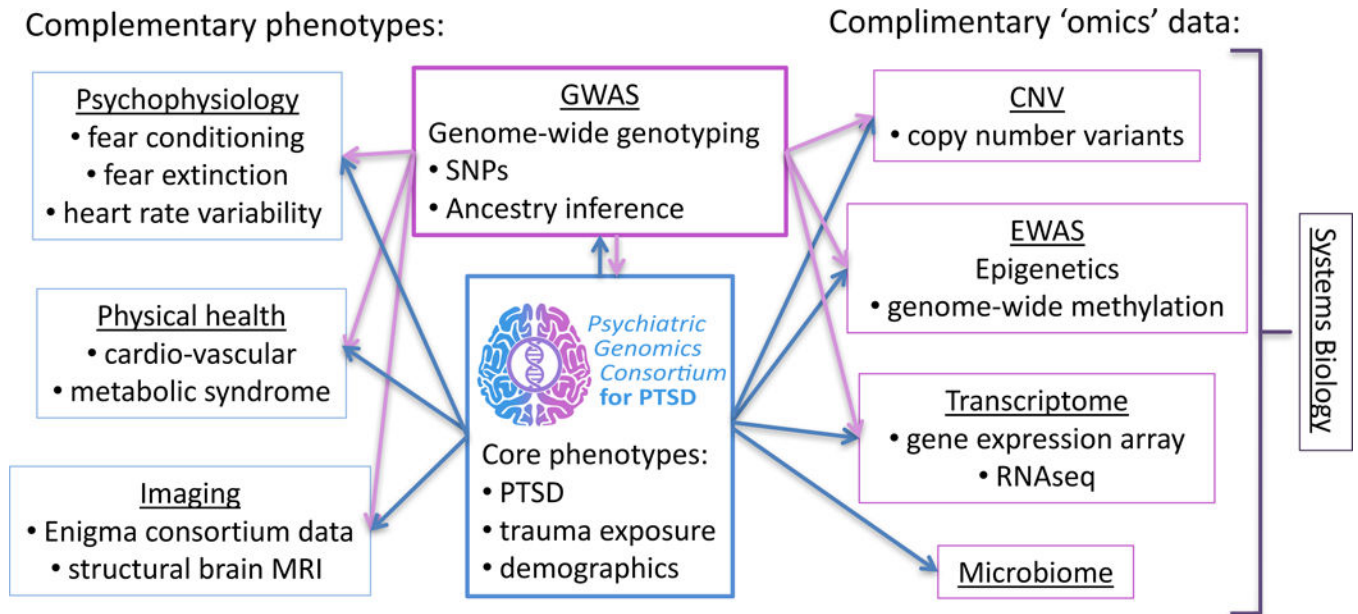 Complementary phenotypes:
Complimentary ‘omics’ data:
Psychophysiology
• fear conditioning
• fear extinction
• heart rate variability
Physical health
• cardio-vascular
• metabolic syndrome
Imaging
• Enigma consortium data
• structural brain MRI
GWAS
Genome-wide genotyping
• SNPs
• Ancestry inference
Psychiatric
Genomics
Consortium
for PTSD
Core phenotypes:
• PTSD
• trauma exposure
• demographics
CNV
• copy number variants
EWAS
Epigenetics
• genome-wide methylation
Transcriptome
• gene expression array
• RNAseq
Microbiome
Systems Biology